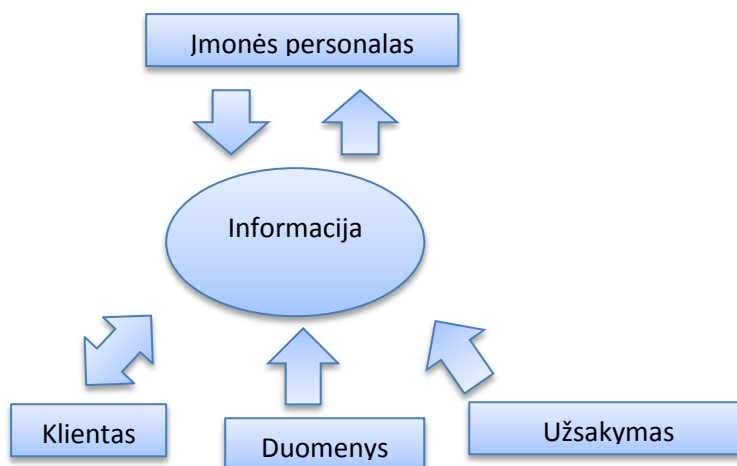 Įmonės personalas
Informacija
Klientas
Duomenys
Užsakymas